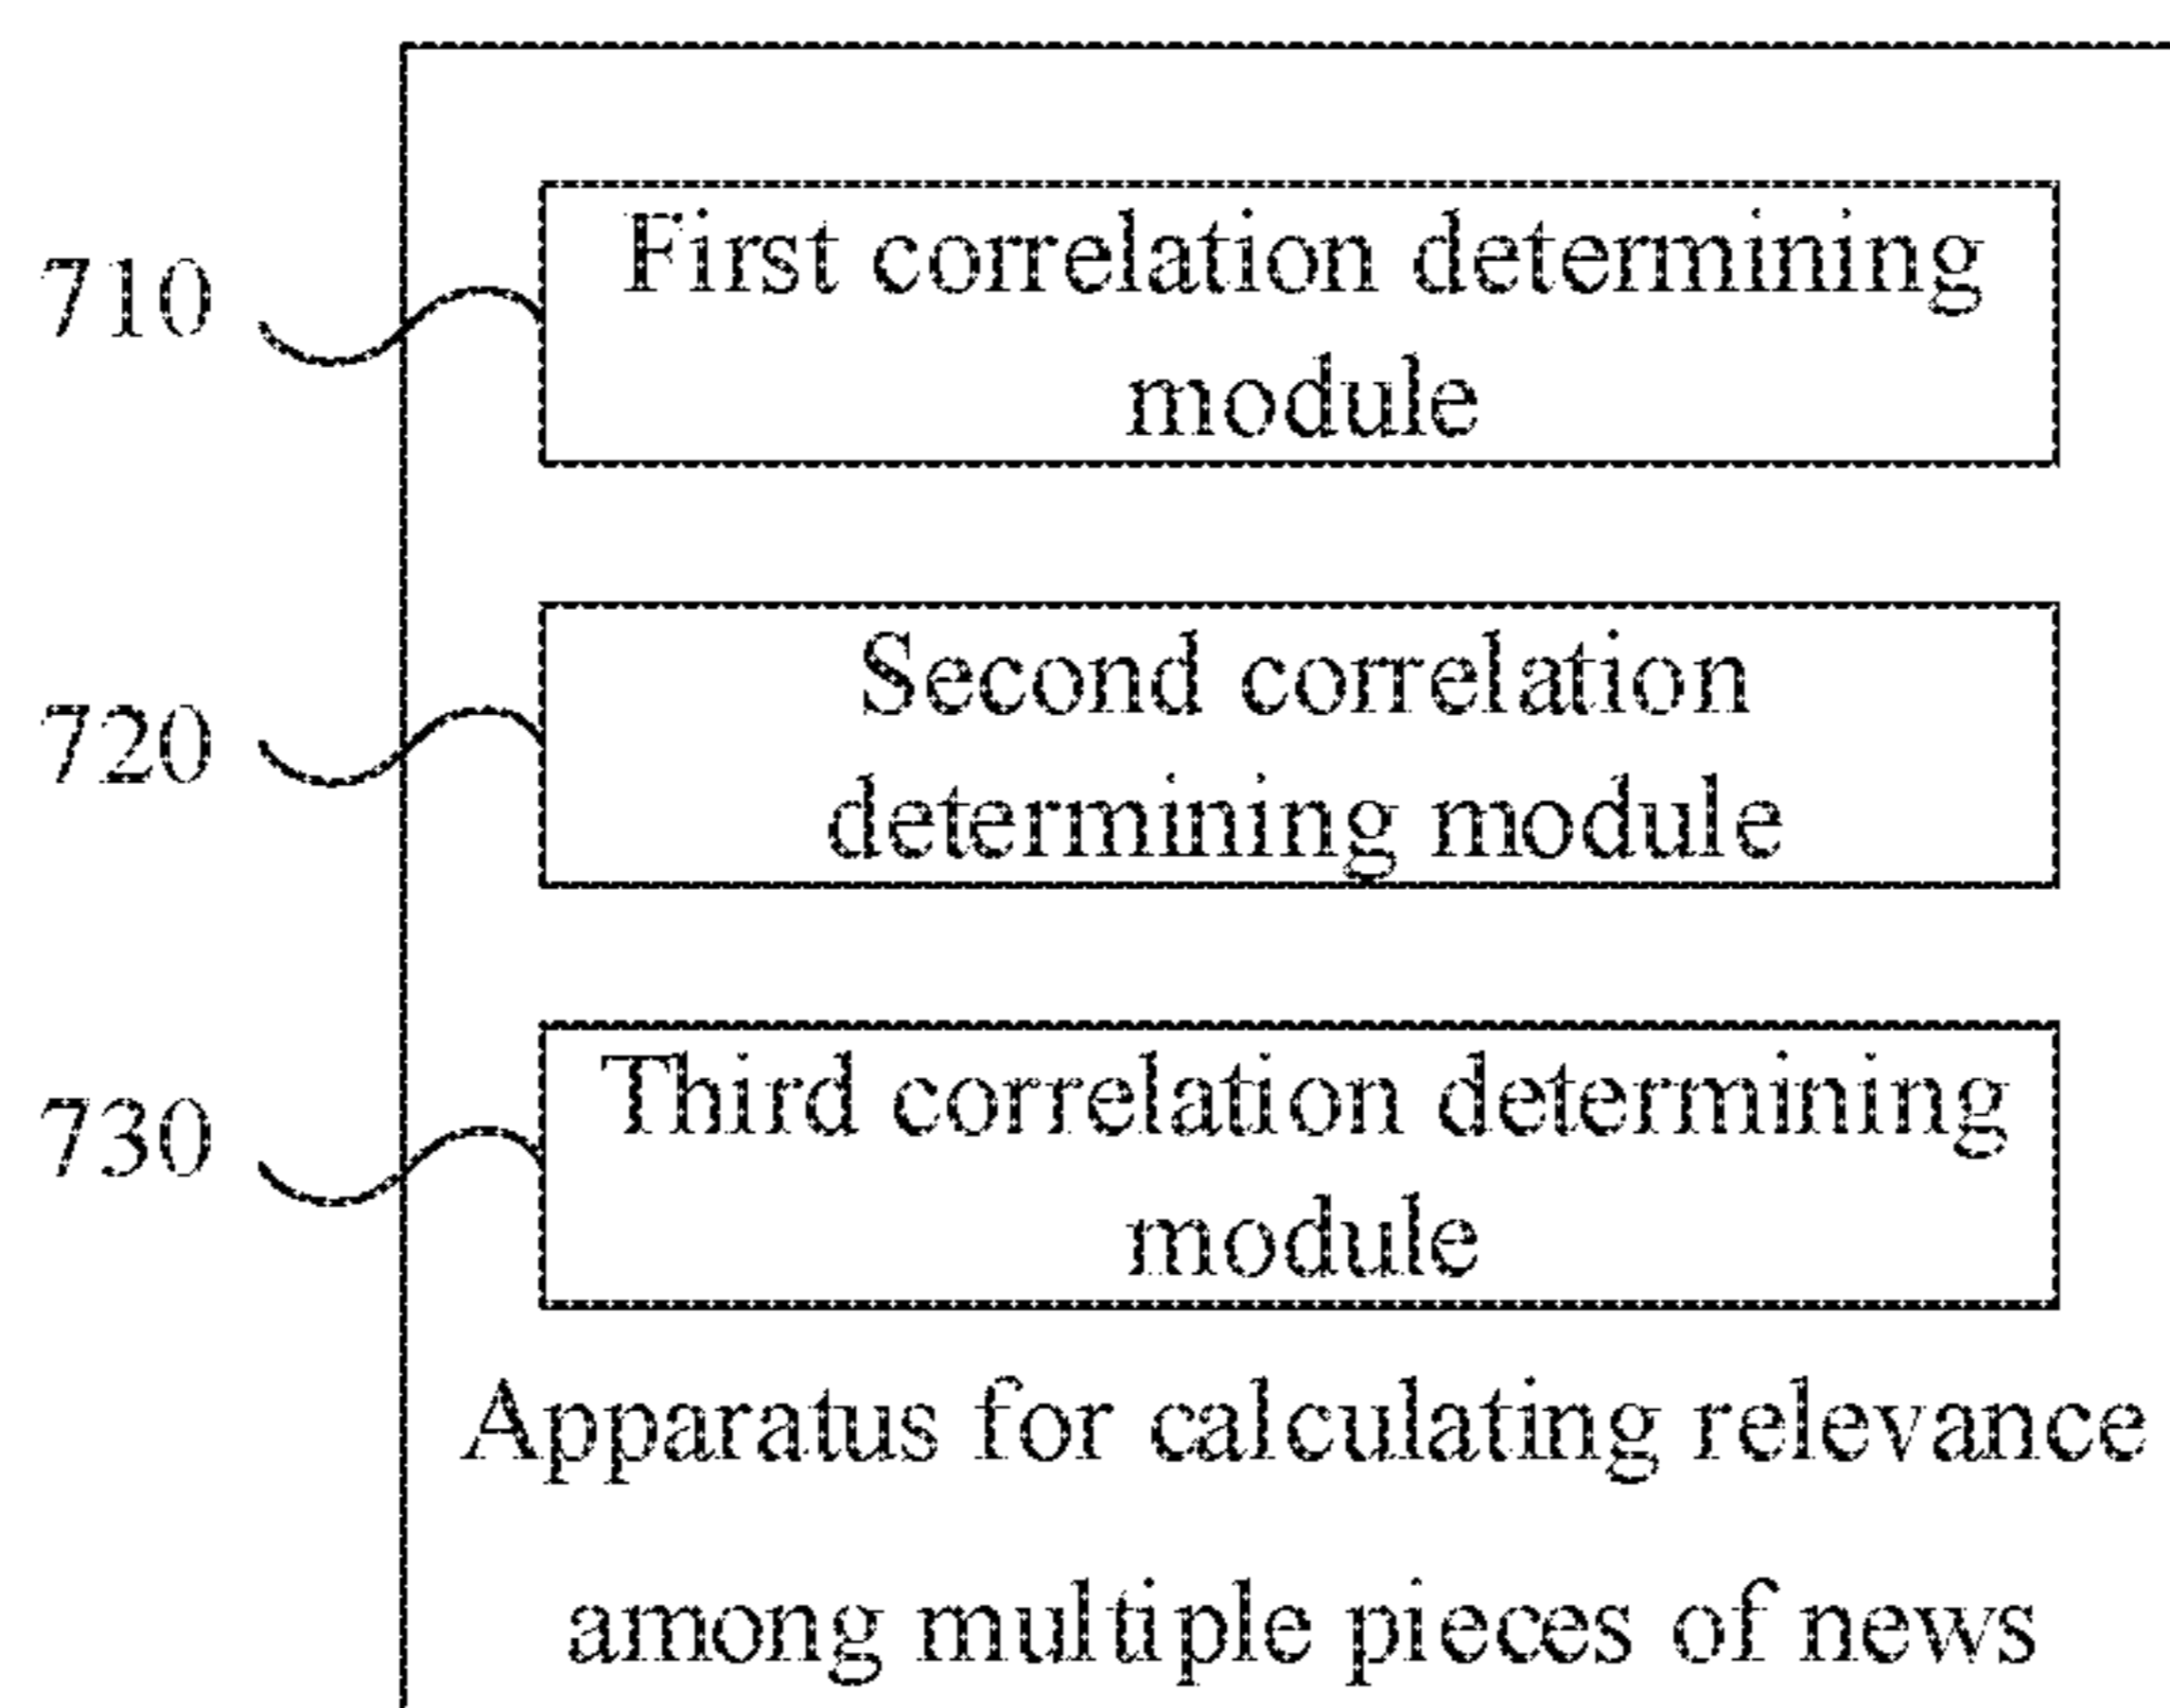 710
First correlation determining
module
720
Second correlation
determining module
730
Third correlation determining
module
Apparatus for calculating relevance
among multiple pieces of news